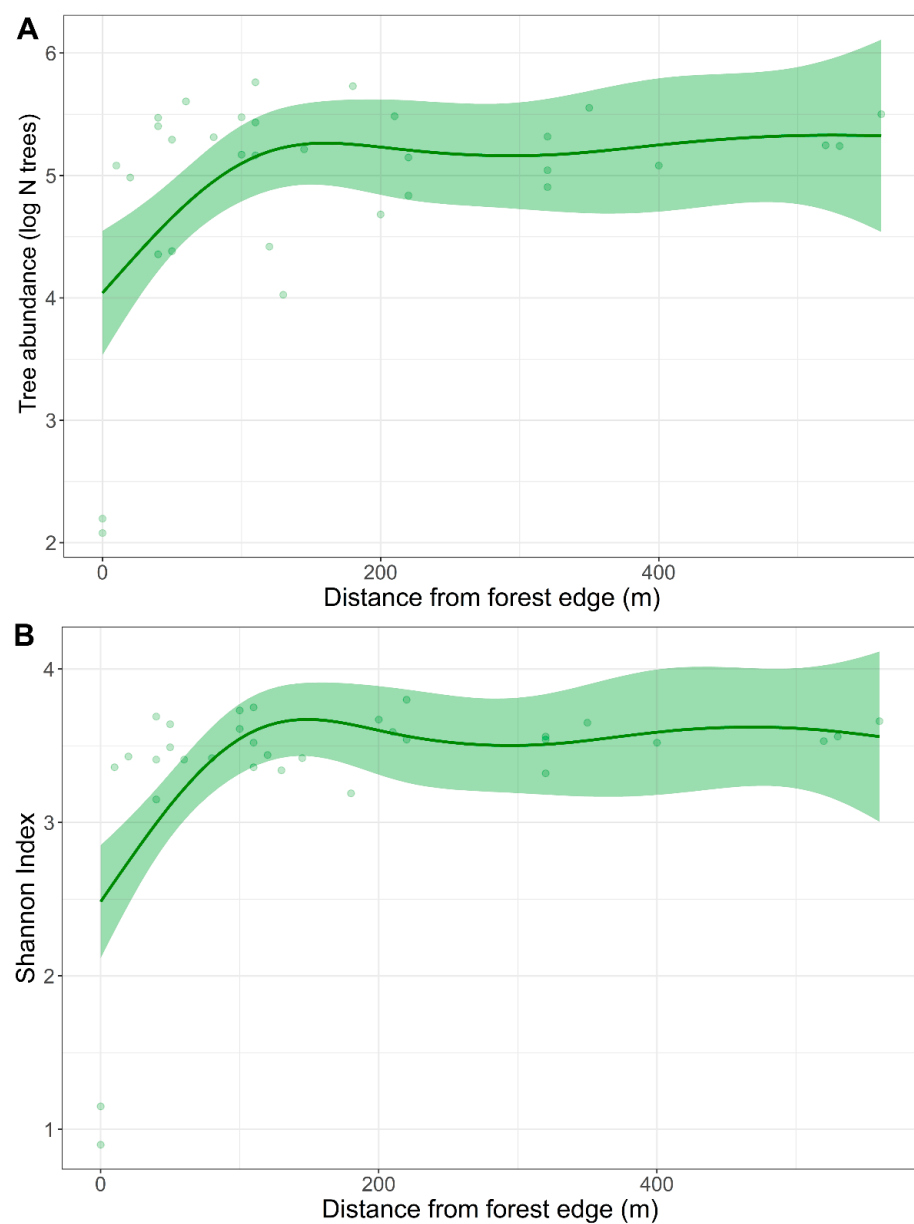 A
6
5
4
3
2
Tree abundance (log N trees)
0 200 400
Distance from forest edge (m)
B
4
3
2
1
Shannon Index
0 200 400
Distance from forest edge (m)